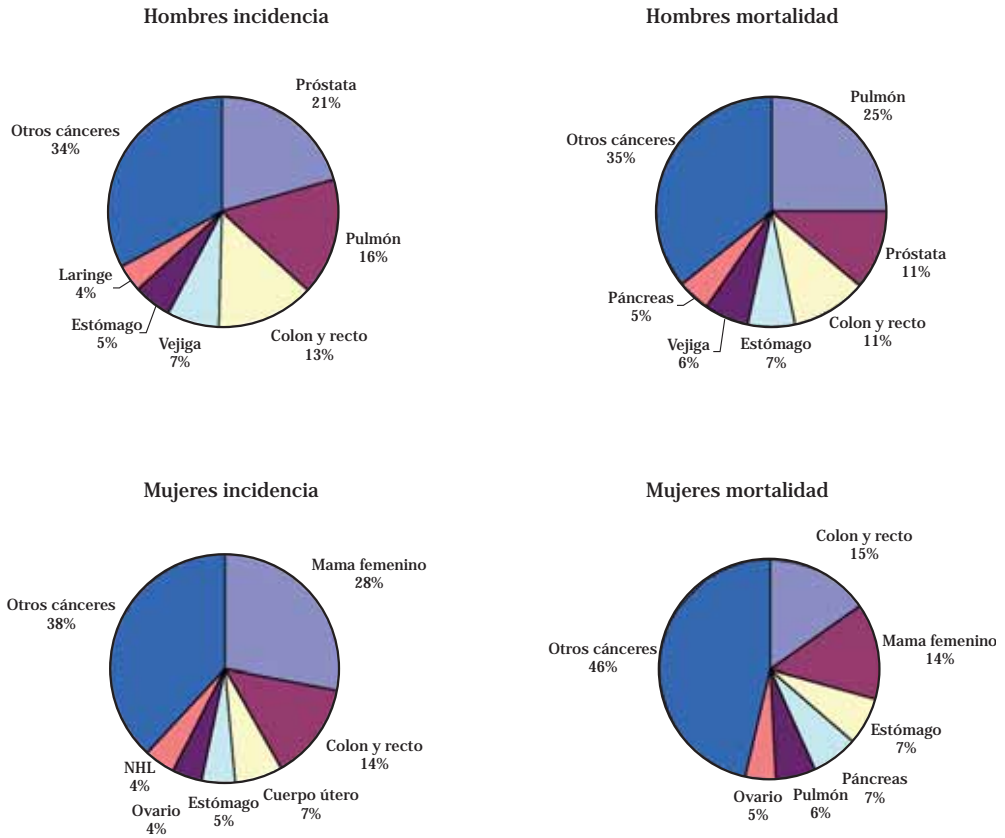 Hombres incidencia
Próstata
21%
Otros cánceres
34%
Pulmón
16%
Laringe
4%
Estómago
5%
Vejiga
7%
Colon y recto
13%
Hombres mortalidad
Pulmón
25%
Otros cánceres
35%
Próstata
11%
Páncreas
5%
Colon y recto
11%
Vejiga
6%
Estómago
7%
Mujeres incidencia
Mama femenino
28%
Otros cánceres
38%
Colon y recto
14%
NHL
4%
Ovario
4%
Estómago
5%
Cuerpo útero
7%
Mujeres mortalidad
Colon y recto
15%
Otros cánceres
46%
Mama femenino
14%
Estómago
7%
Páncreas
7%
Pulmón
6%
Ovario
5%